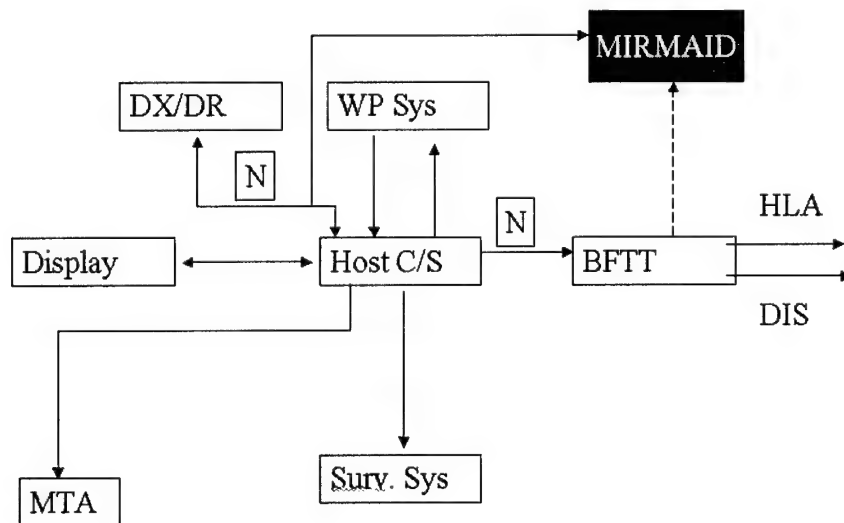 MIRMAID
DX/DR
WP Sys
N
HLA
N
Display
Host C/S
BFTT
DIS
Surv. Sys
MTA